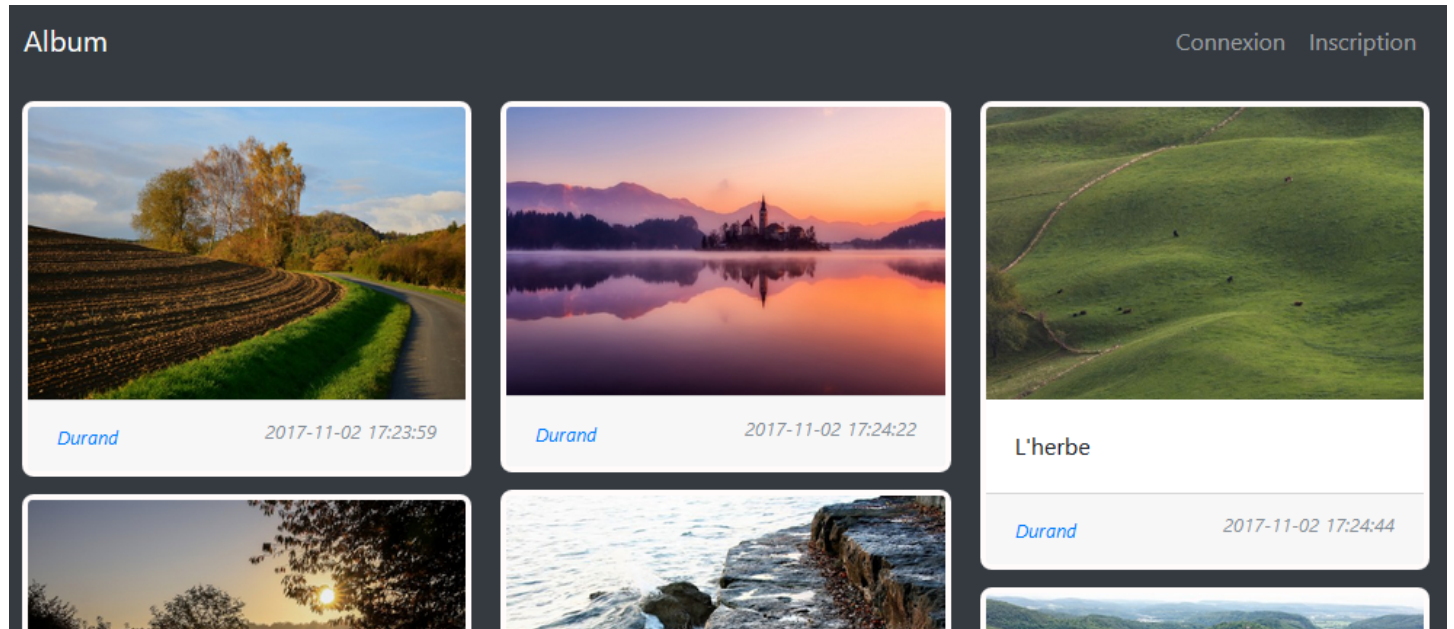 Album
Connexion Inscription
Durand 2017-11-02 17:23:59
Durand 2017-11-02 17:24:22
L'herbe
Durand 2017-11-02 17:24:44